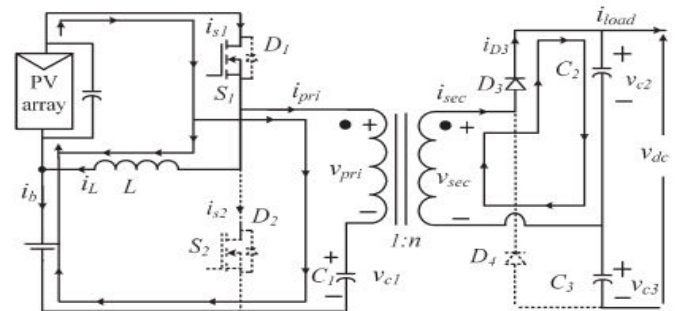 i_s1
D_1
S_1
PV
array
i_pri
i_sec
i_D3
D_3
i_load
C_2
+
v_c2
−
+
v_pri
−
+
v_sec
−
v_dc
i_b
i_L
L
i_s2
D_2
S_2
C_1
+
v_c1
−
1:n
D_4
C_3
+
v_c3
−